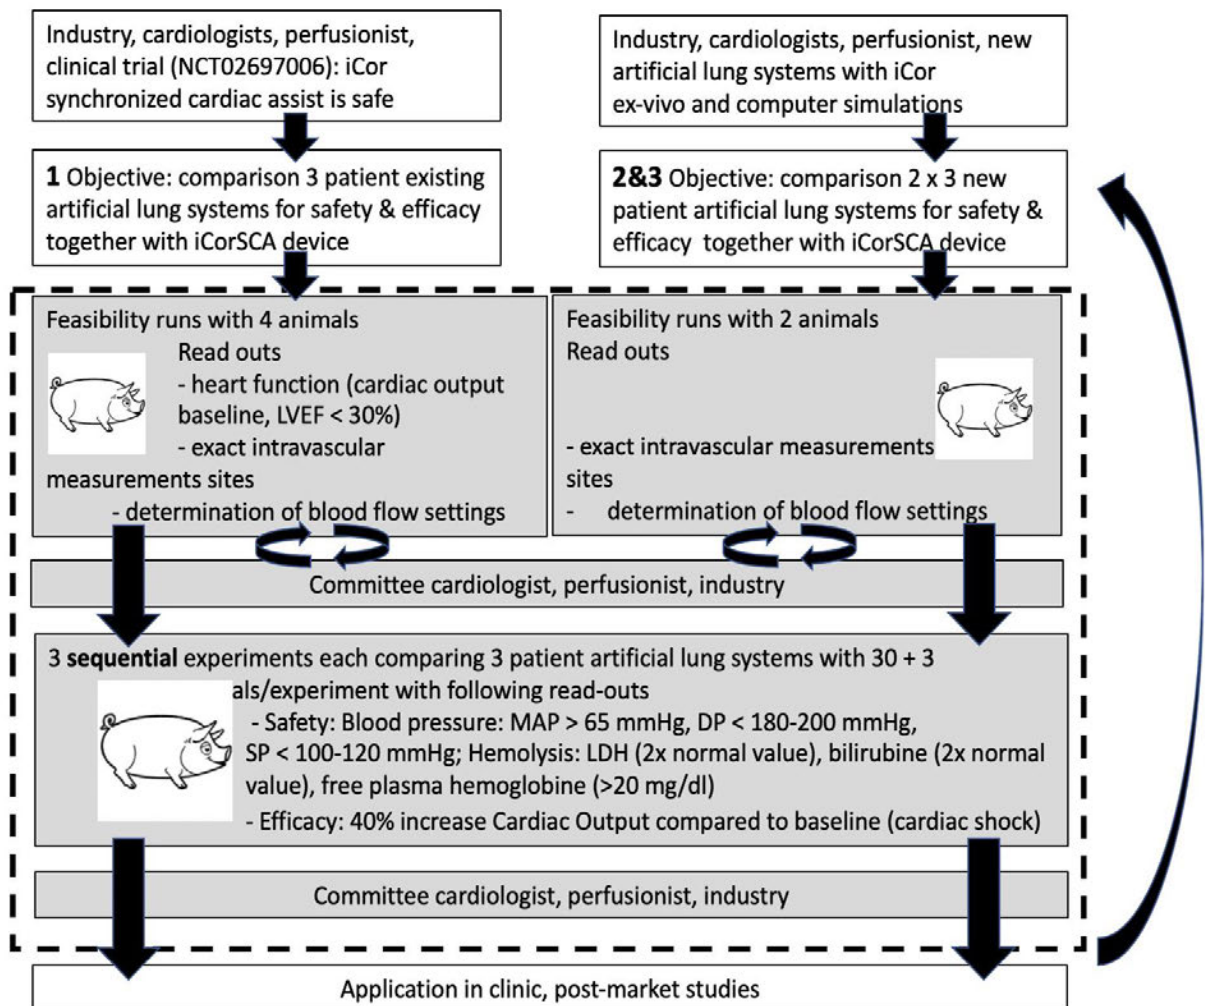 Industry, cardiologists, perfusionist,
clinical trial (NCT02697006): iCor
synchronized cardiac assist is safe
Industry, cardiologists, perfusionist, new
artificial lung systems with iCor
ex-vivo and computer simulations
1 Objective: comparison 3 patient existing
artificial lung systems for safety & efficacy
together with iCorSCA device
2&3 Objective: comparison 2 x 3 new
patient artificial lung systems for safety &
efficacy together with iCorSCA device
Feasibility runs with 4 animals
Read outs
- heart function (cardiac output
baseline, LVEF < 30%)
- exact intravascular
measurements sites
- determination of blood flow settings
Feasibility runs with 2 animals
Read outs
- exact intravascular measurements
sites
- determination of blood flow settings
Committee cardiologist, perfusionist, industry
3 sequential experiments each comparing 3 patient artificial lung systems with 30 + 3
als/experiment with following read-outs
- Safety: Blood pressure: MAP > 65 mmHg, DP < 180-200 mmHg,
SP < 100-120 mmHg; Hemolysis: LDH (2x normal value), bilirubine (2x normal
value), free plasma hemoglobine (>20 mg/dl)
- Efficacy: 40% increase Cardiac Output compared to baseline (cardiac shock)
Committee cardiologist, perfusionist, industry
Application in clinic, post-market studies